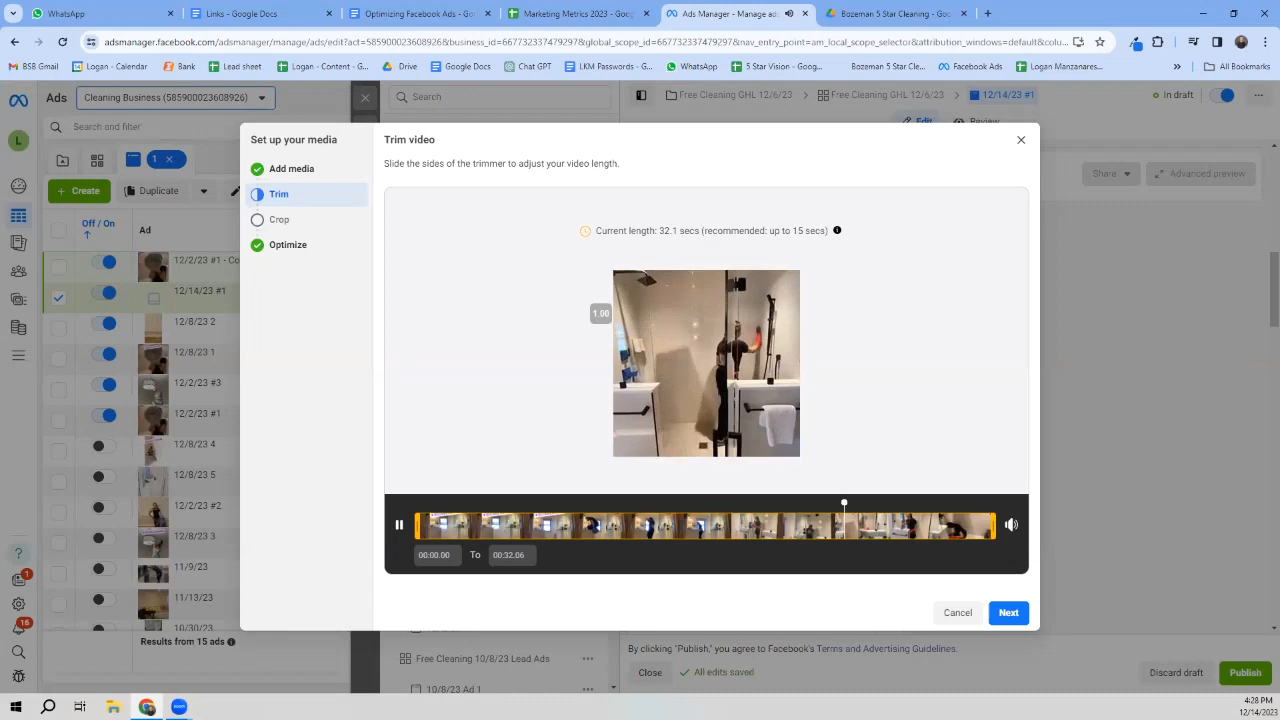 WhatsApp
Links - Google Docs
Optimizing Facebook Ads - G
Marketing Metrics 2023 - Goog
Ads Manager - Manage ads
Bozeman 5 Star Cleaning - Goo
adsmanager.facebook.com/adsmanager/manage/ads/edit?act=585900023608926&business_id=667732337479297&global_scope_id=667732337479297&nav_entry_point=am_local_scope_selector&attribution_windows=default&colu...
BSB Gmail
Logan - Calendar
Bank
Lead sheet
Logan - Content - G...
Drive
Google Docs
Chat GPT
LKM Payments - G...
WhatsApp
5 Star Vision - Goog...
Bozeman 5 Star Cle...
Facebook Ads
Logan Manzanares...
All Bookmarks
Ads
Cleaning Business (585900023608926)
Search
Free Cleaning GHL 12/6/23
Free Cleaning GHL 12/6/23
12/14/23 #1
In draft
Edit
Review
L
Search and filter
1
Create
Duplicate
Share
Advanced preview
Off / On
Ad
12/2/23 #1 - Co
12/14/23 #1
12/8/23 2
12/8/23 1
12/2/23 #3
12/2/23 #1
12/8/23 4
12/8/23 5
12/2/23 #2
12/8/23 3
11/9/23
11/13/23
10/30/23
Results from 15 ads
1
16
Set up your media
Add media
Trim
Crop
Optimize
Trim video
Slide the sides of the trimmer to adjust your video length.
Current length: 32.1 secs (recommended: up to 15 secs)
1.00
00:00.00
To
00:32.06
Cancel
Next
Free Cleaning 10/8/23 Lead Ads
10/8/23 Ad 1
By clicking "Publish," you agree to Facebook's Terms and Advertising Guidelines.
Close
All edits saved
Discard draft
Publish
zoom
4:28 PM
12/14/2023